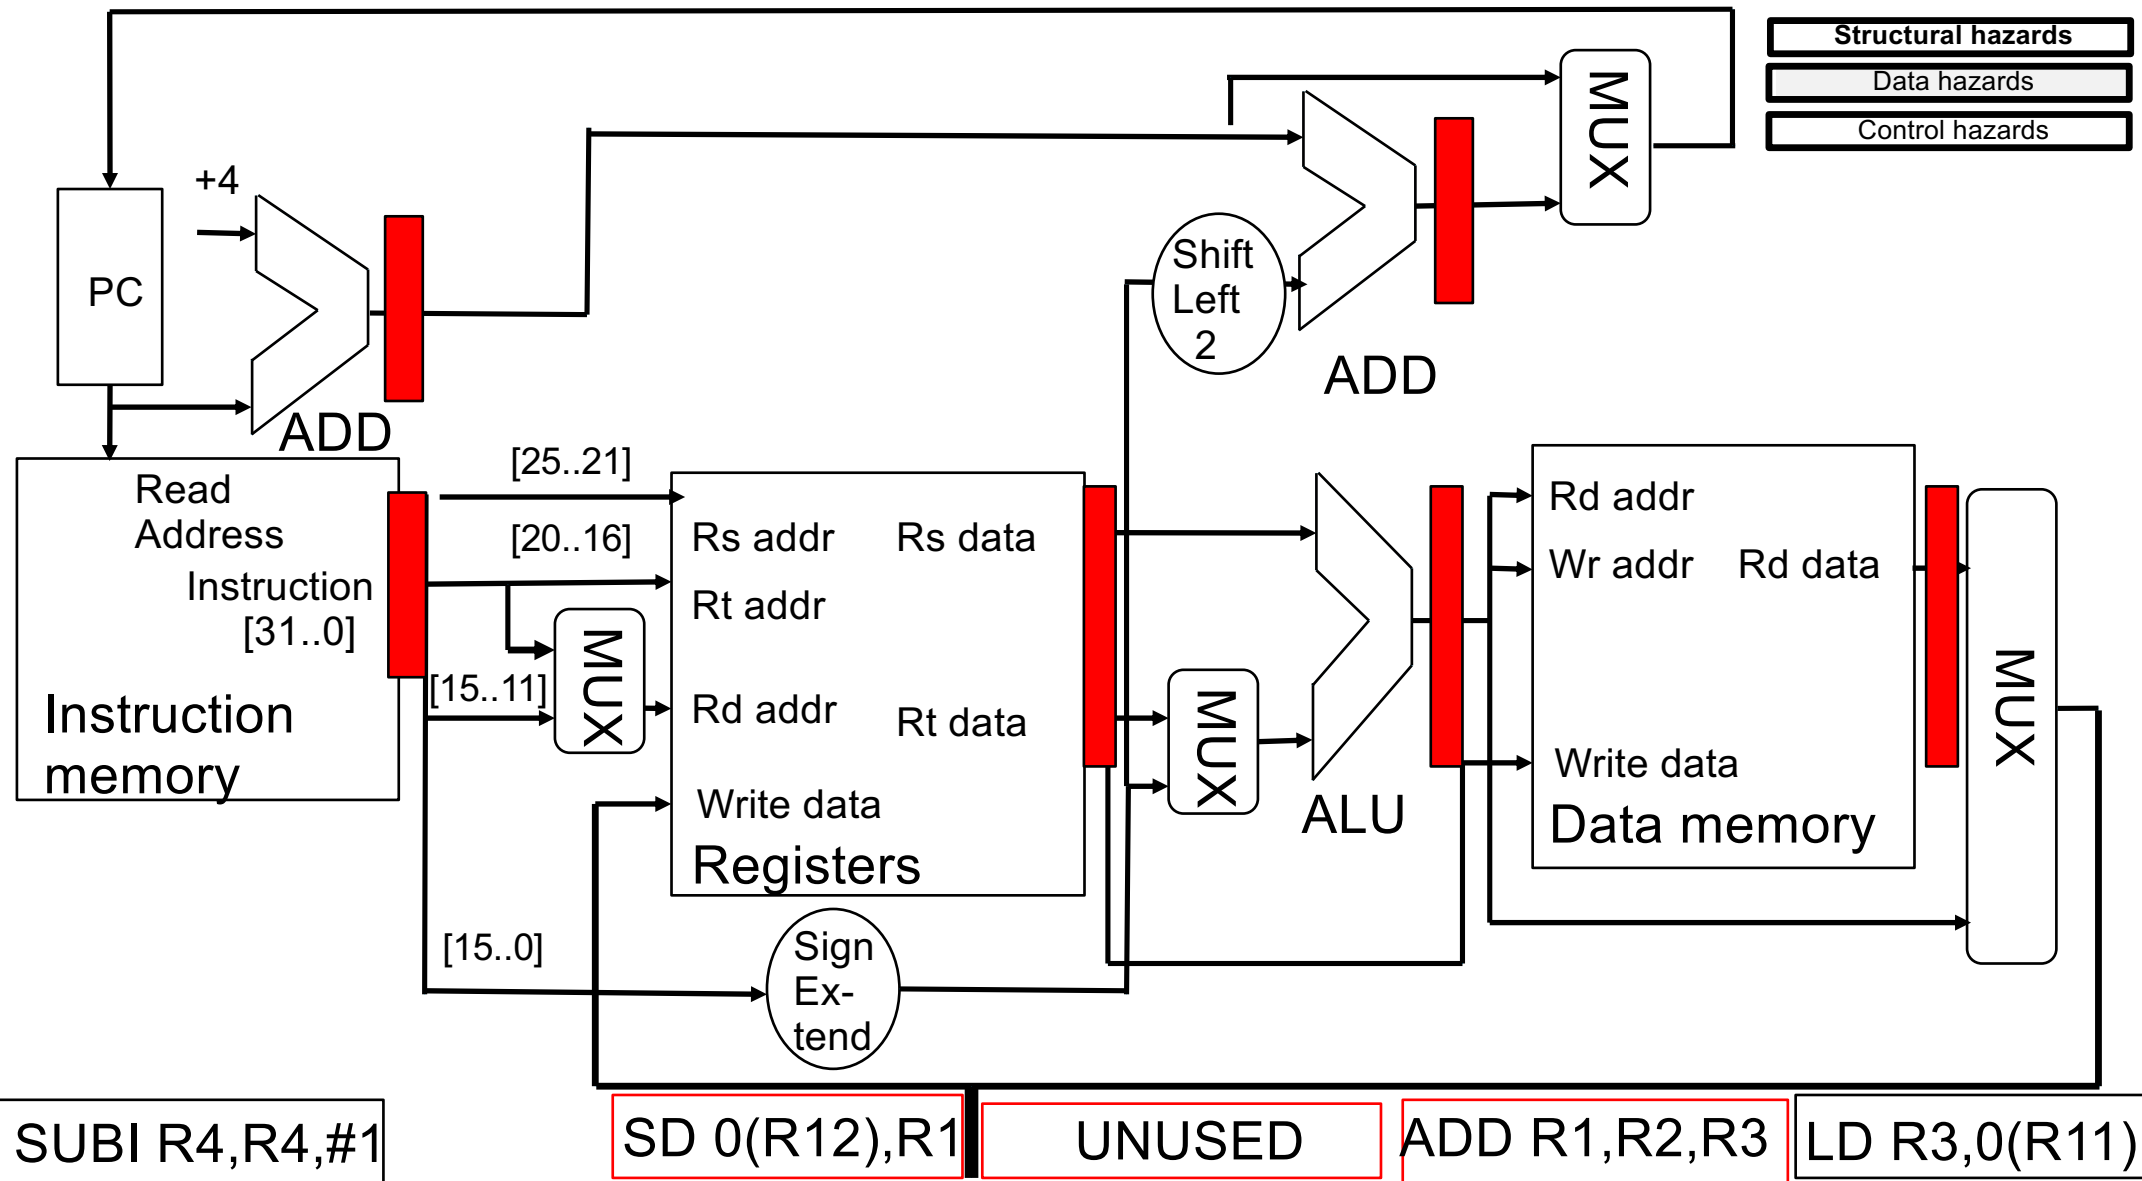 Structural hazards
Data hazards
Control hazards
MUX
+4
PC
ADD
Shift
Left
2
ADD
[25..21]
[20..16]
[15..11]
[15..0]
Read
Address
Instruction
[31..0]
Instruction
memory
MUX
Rs addr
Rs data
Rt addr
Rd addr
Rt data
Write data
Registers
Sign
Ex-
tend
MUX
ALU
Rd addr
Wr addr
Rd data
Write data
Data memory
MUX
SUBI R4,R4,#1
SD 0(R12),R1
UNUSED
ADD R1,R2,R3
LD R3,0(R11)